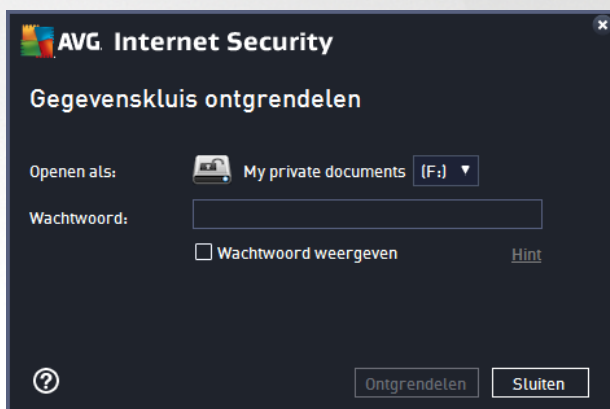 AVG. Internet Security
Gegevenskluis ontgrendelen
Openen als: My private documents (F:)
Wachtwoord:
Wachtwoord weergeven Hint
Ontgrendelen Sluiten